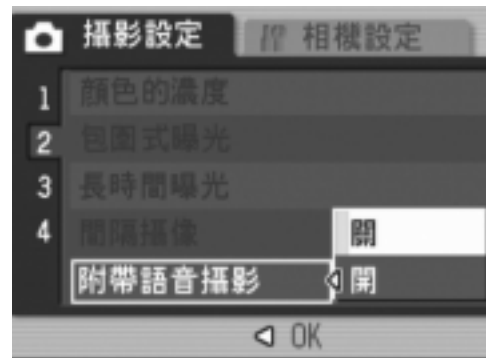 攝影設定 相機設定
1 顏色的濃度
2 包圍式曝光
3 長時間曝光
4 間隔攝像 關
附帶語音攝影 開
OK